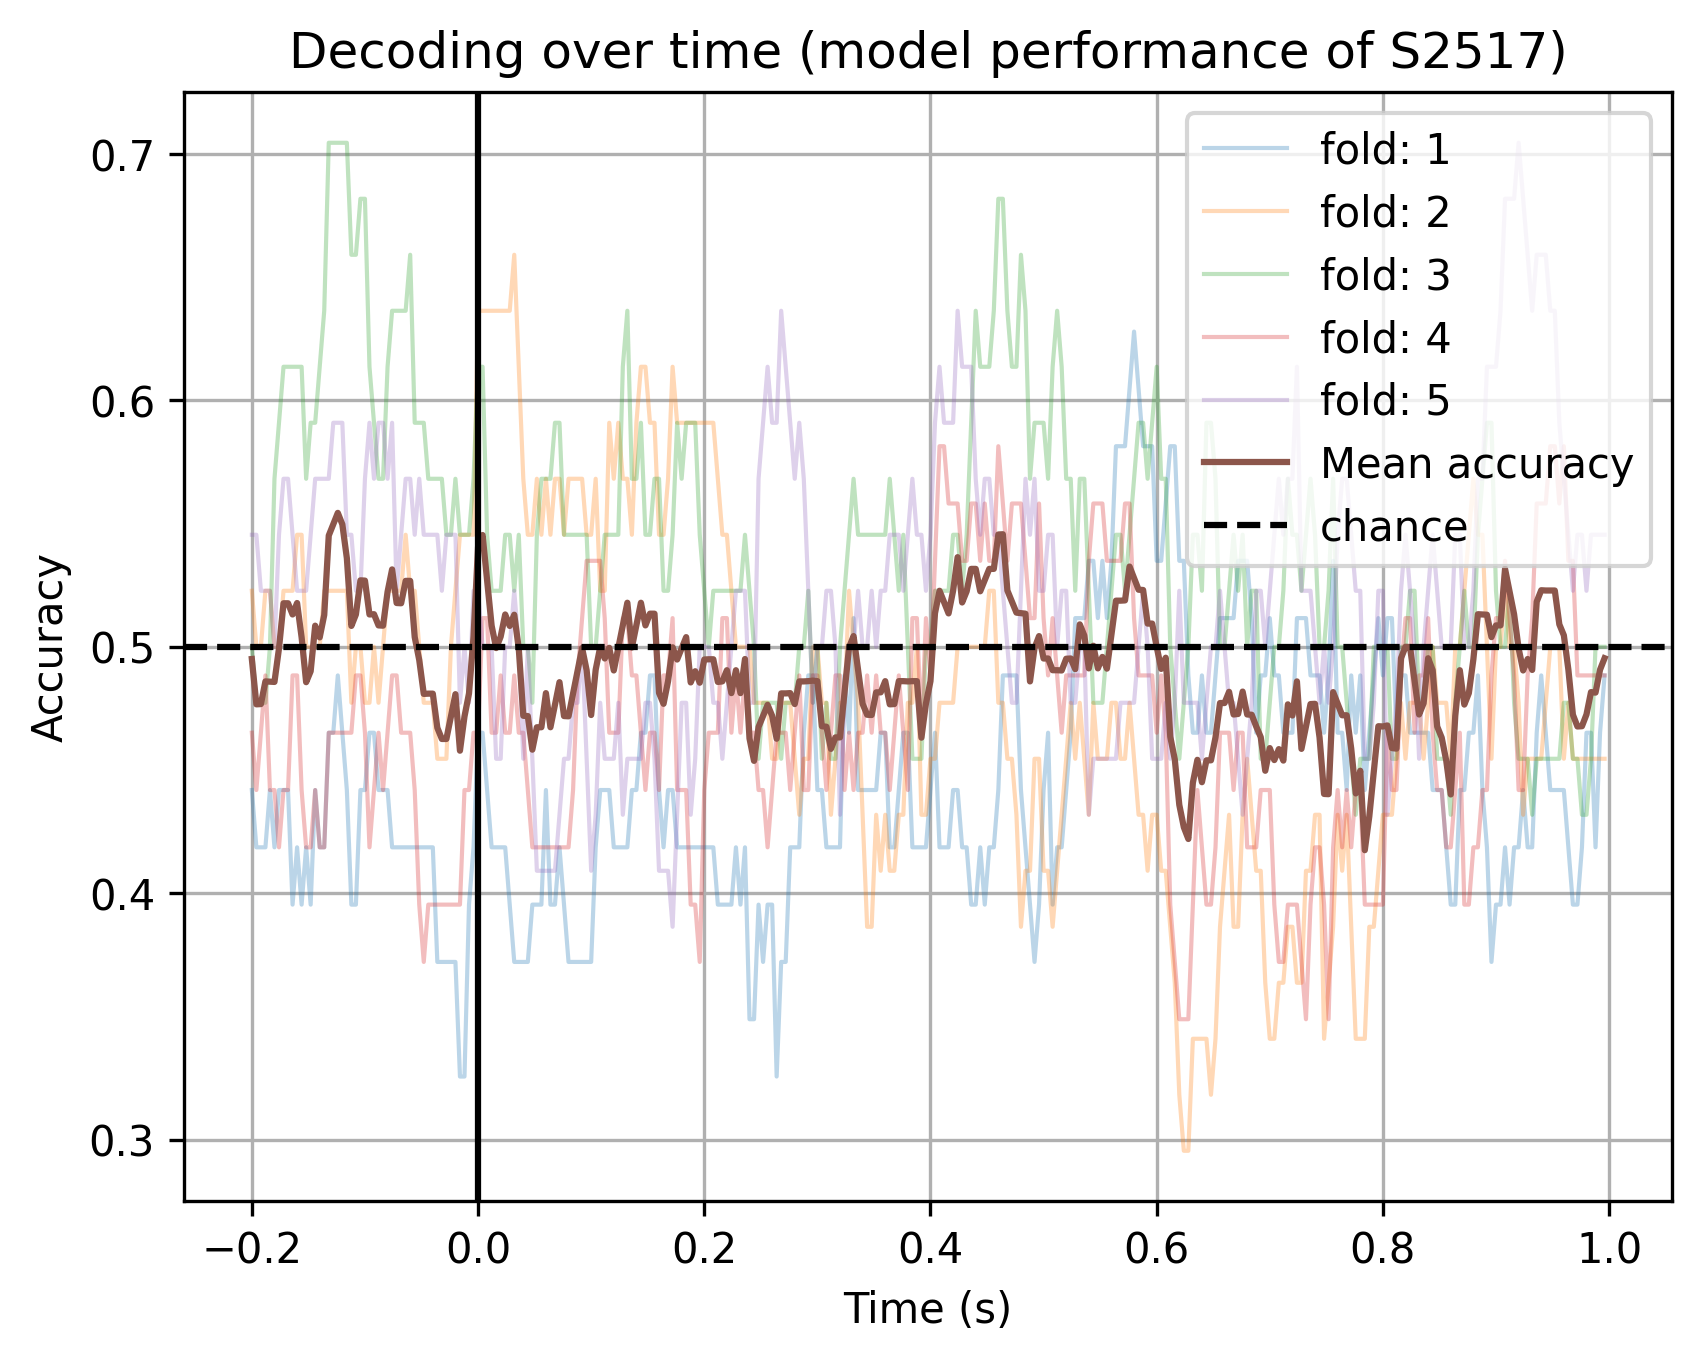 Decoding over time (model performance of S2517)
Accuracy
0.7
0.6
0.5
0.4
0.3
fold: 1
fold: 2
fold: 3
fold: 4
fold: 5
Mean accuracy
chance
−0.2 0.0 0.2 0.4 0.6 0.8 1.0
Time (s)